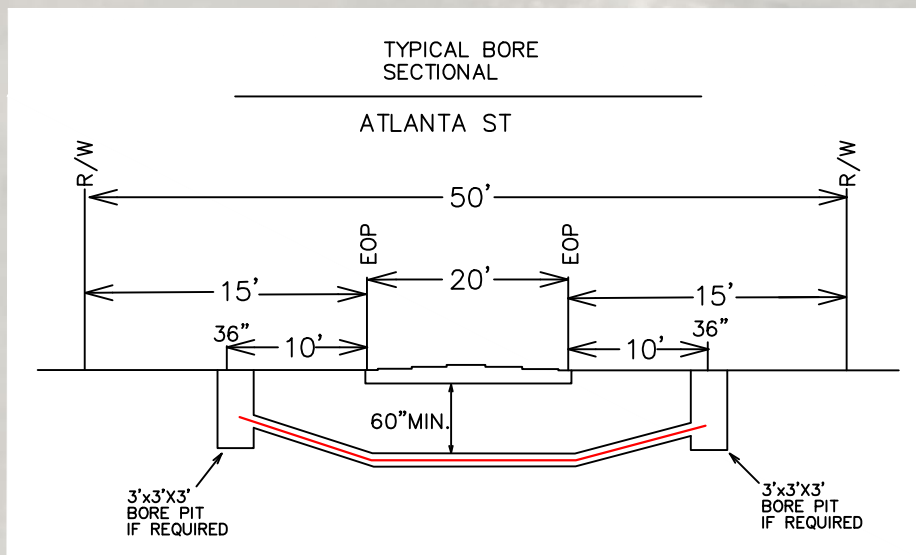 TYPICAL BORE
SECTIONAL
ATLANTA ST
R/W
R/W
50'
EOP
EOP
20'
15'
15'
36"
36"
10'
10'
60"MIN.
3'x3'X3'
BORE PIT
IF REQUIRED
3'x3'X3'
BORE PIT
IF REQUIRED